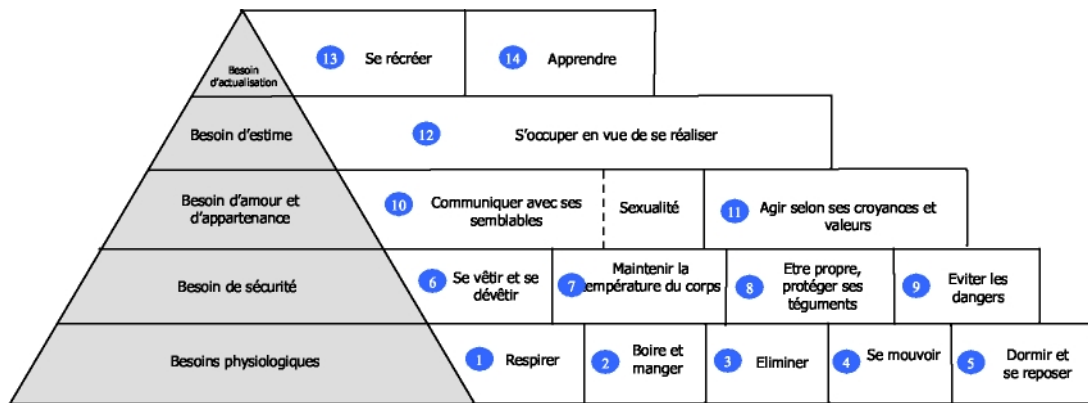 Besoin
d'actualisation
13 Se récréer
14 Apprendre
Besoin d'estime
12 S'occuper en vue de se réaliser
Besoin d'amour et
d'appartenance
10 Communiquer avec ses
semblables
Sexualité
11 Agir selon ses croyances et
valeurs
Besoin de sécurité
6 Se vêtir et se
dévêtir
7 Maintenir la
température du corps
8 Etre propre,
protéger ses
téguments
9 Eviter les
dangers
Besoins physiologiques
1 Respirer
2 Boire et
manger
3 Eliminer
4 Se mouvoir
5 Dormir et
se reposer